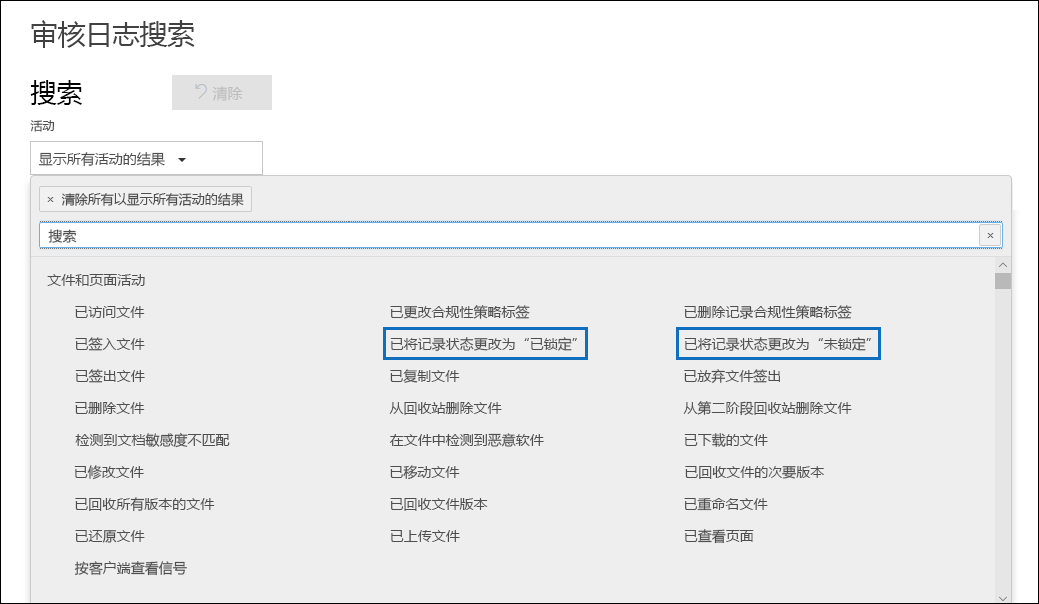 审核日志搜索
搜索
清除
活动
显示所有活动的结果
× 清除所有以显示所有活动的结果
搜索
×
文件和页面活动
已访问文件 已更改合规性策略标签 已删除记录合规性策略标签
已签入文件 已将记录状态更改为“已锁定” 已将记录状态更改为“未锁定”
已签出文件 已复制文件 已放弃文件签出
已删除文件 从回收站删除文件 从第二阶段回收站删除文件
检测到文档敏感度不匹配 在文件中检测到恶意软件 已下载的文件
已修改文件 已移动文件 已回收文件的次要版本
已回收所有版本的文件 已回收文件版本 已重命名文件
已还原文件 已上传文件 已查看页面
按客户端查看信号